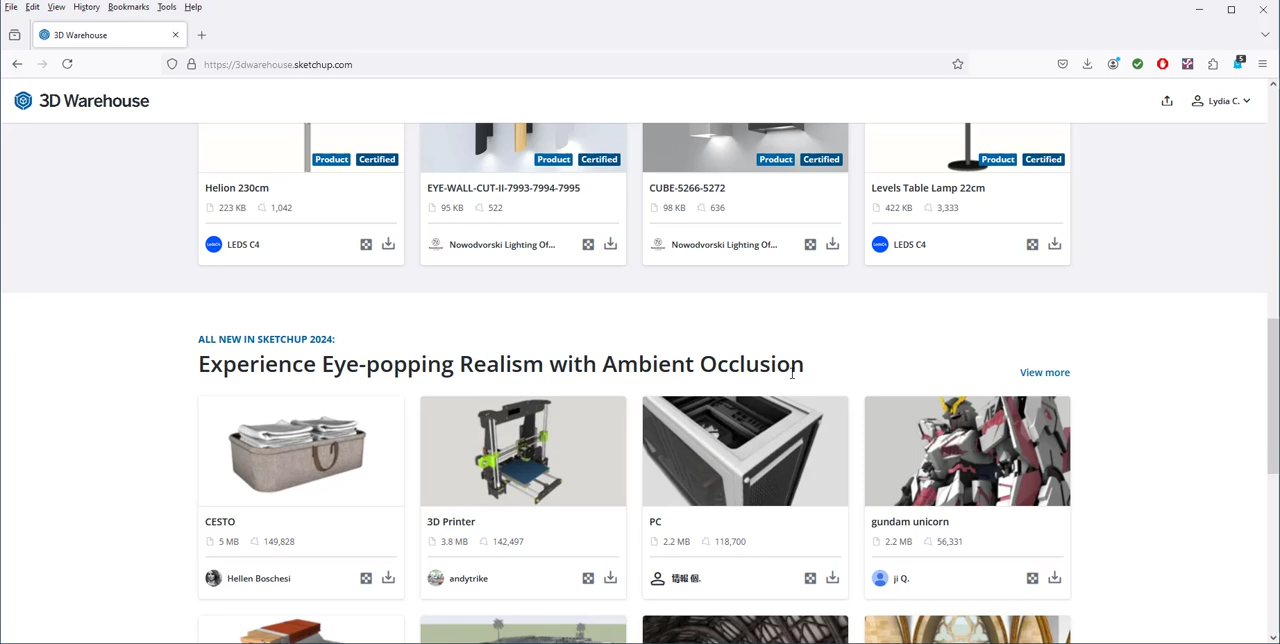 File Edit View History Bookmarks Tools Help
3D Warehouse
https://3dwarehouse.sketchup.com
5
3D Warehouse
Lydia C.
Product Certified
Product Certified
Product Certified
Product Certified
Helion 230cm
223 KB 1,042
LEDS C4
EYE-WALL-CUT-II-7993-7994-7995
95 KB 522
Nowodvorski Lighting Of...
CUBE-5266-5272
98 KB 636
Nowodvorski Lighting Of...
Levels Table Lamp 22cm
422 KB 3,333
LEDS C4
ALL NEW IN SKETCHUP 2024:
Experience Eye-popping Realism with Ambient Occlusion
View more
CESTO
5 MB 149,828
Hellen Boschesi
3D Printer
3.8 MB 142,497
andytrike
PC
2.2 MB 118,700
情報 個.
gundam unicorn
2.2 MB 56,331
ji Q.